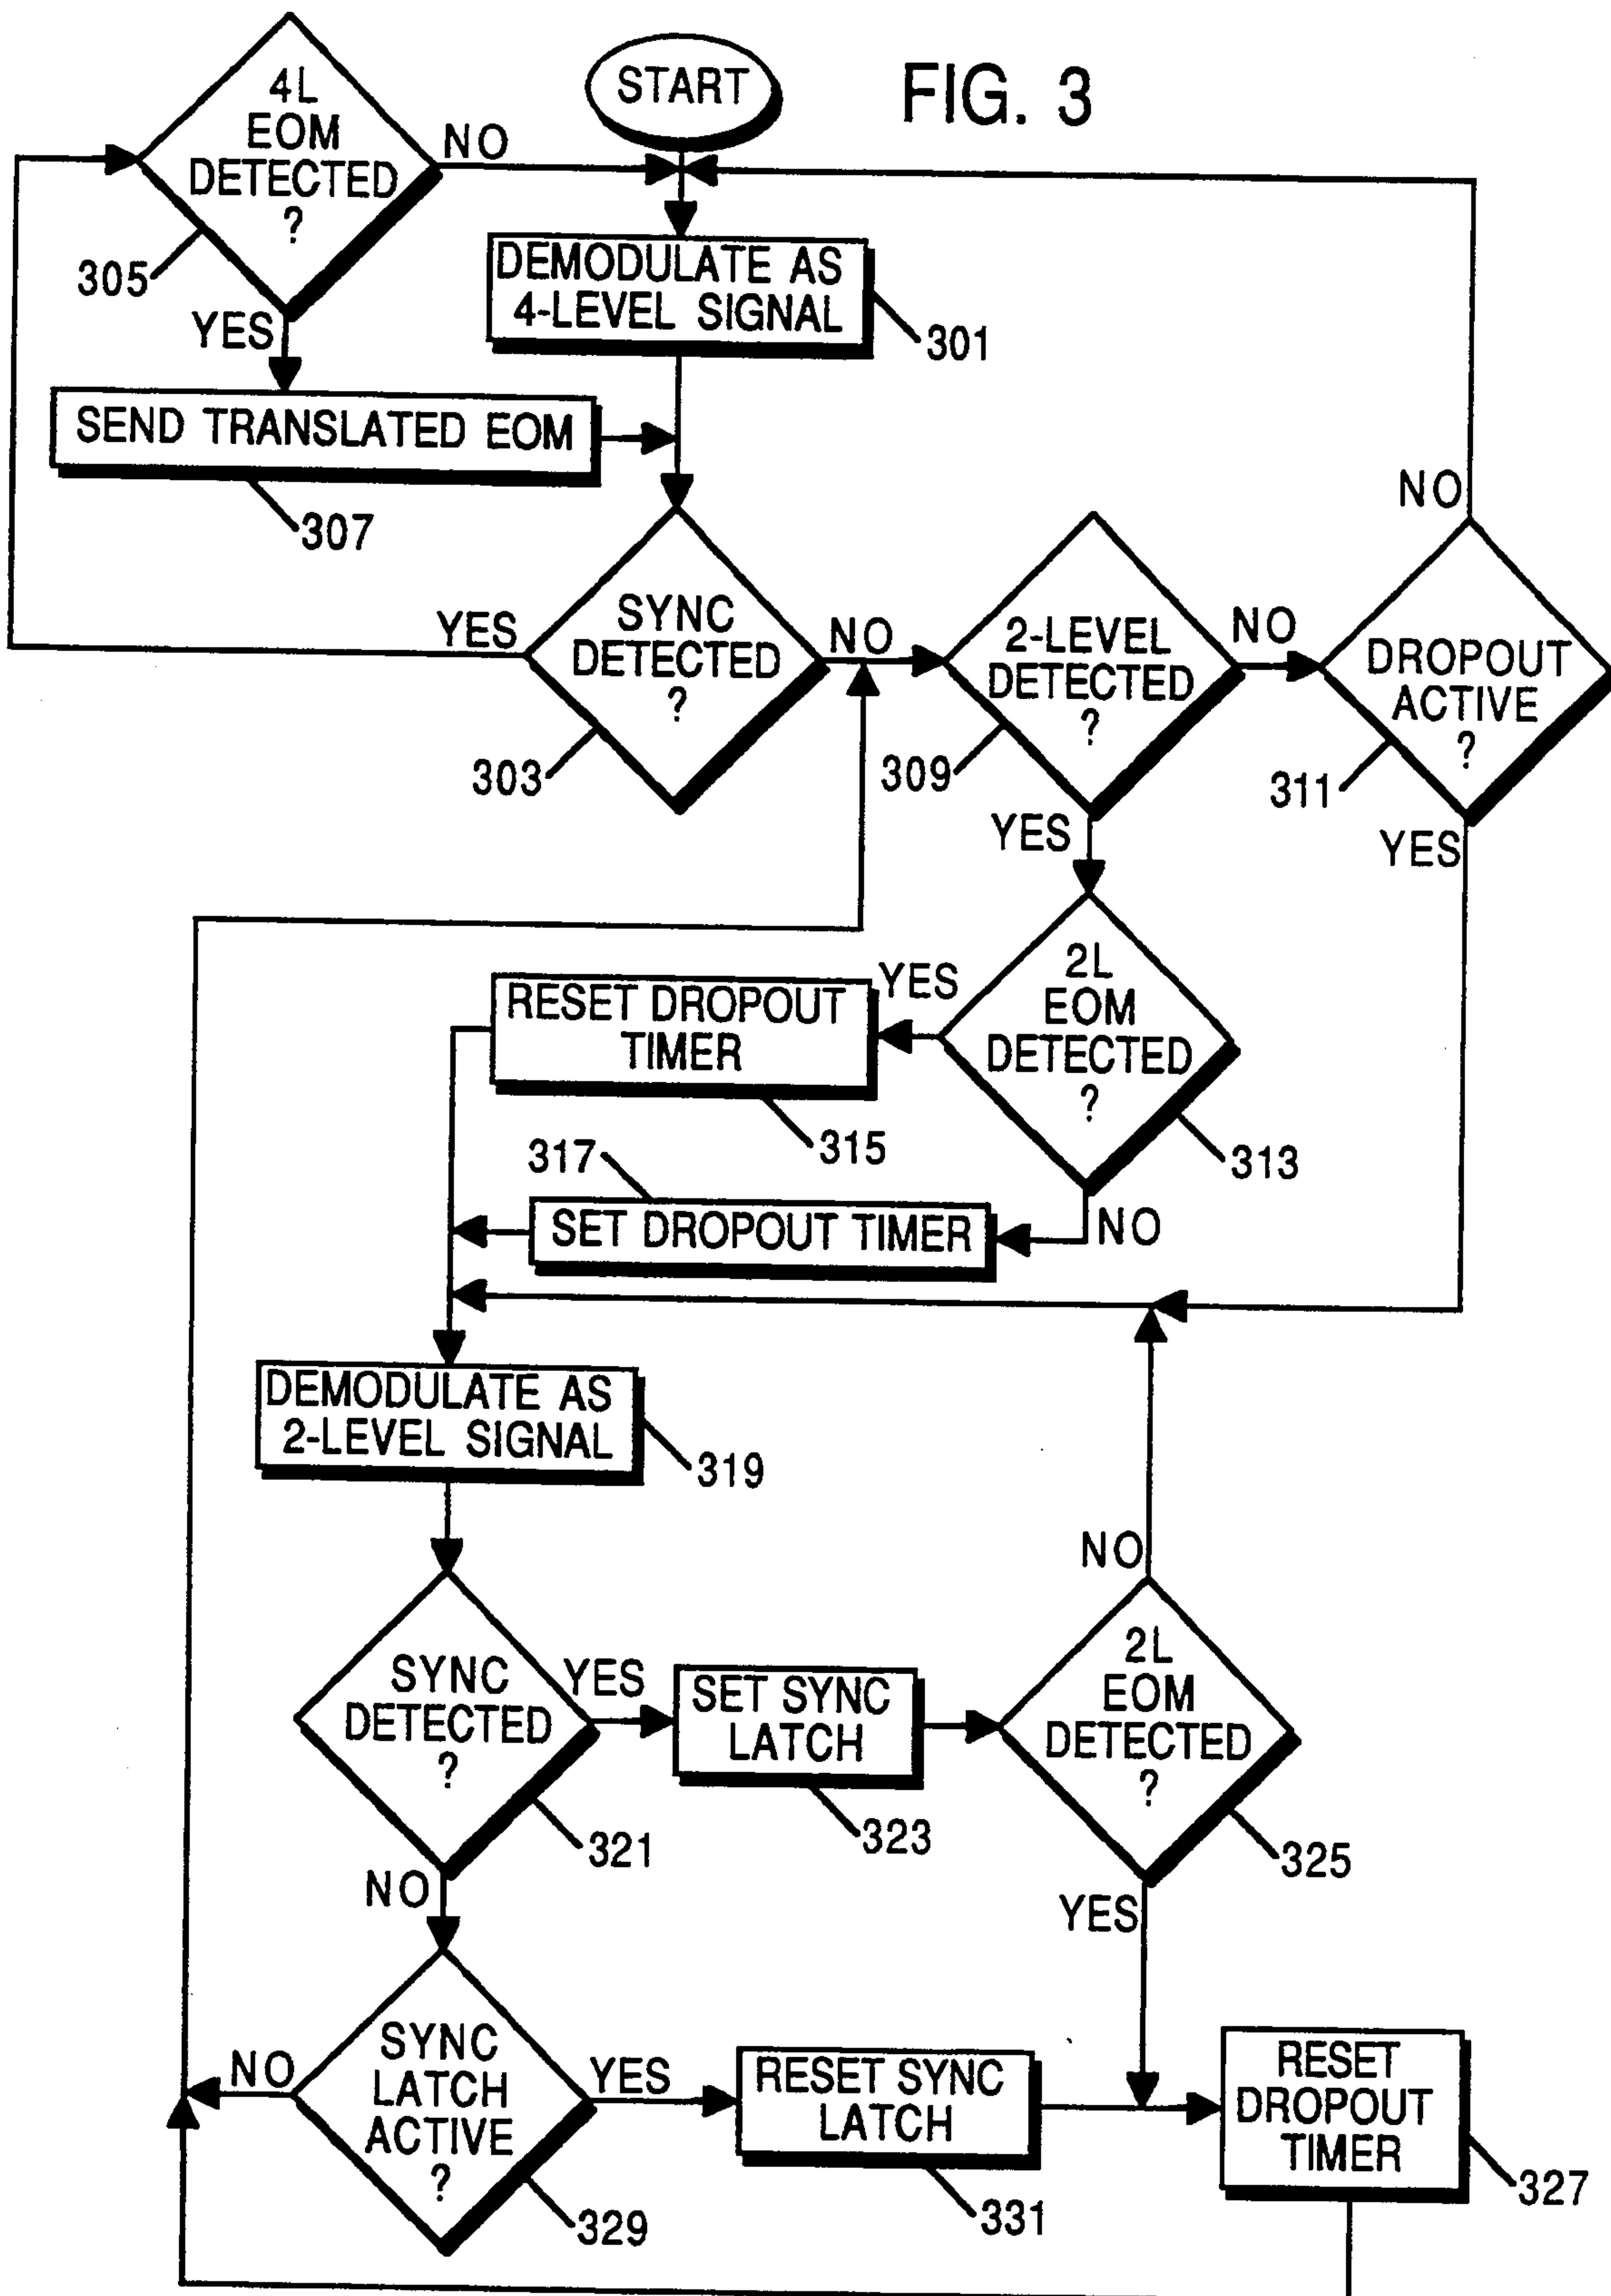 FIG. 3
START
4L
EOM
DETECTED
?
NO
305
YES
DEMODULATE AS
4-LEVEL SIGNAL
301
SEND TRANSLATED EOM
307
SYNC
DETECTED
?
YES
NO
303
2-LEVEL
DETECTED
?
NO
309
YES
NO
DROPOUT
ACTIVE
?
311
YES
2L
EOM
DETECTED
?
YES
313
NO
RESET DROPOUT
TIMER
315
317
SET DROPOUT TIMER
DEMODULATE AS
2-LEVEL SIGNAL
319
SYNC
DETECTED
?
YES
321
NO
SET SYNC
LATCH
323
NO
2L
EOM
DETECTED
?
325
YES
SYNC
LATCH
ACTIVE
?
NO
YES
329
RESET SYNC
LATCH
331
RESET
DROPOUT
TIMER
327